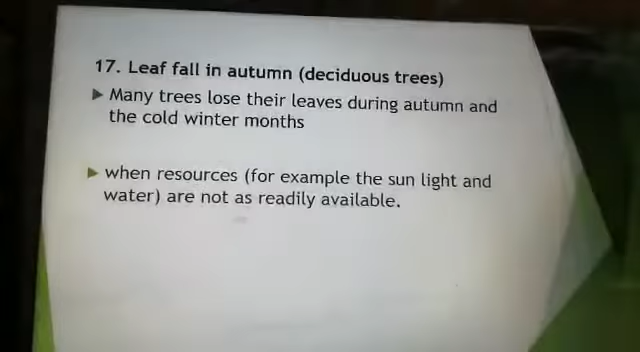 17. Leaf fall in autumn (deciduous trees)
▶ Many trees lose their leaves during autumn and
the cold winter months
▶ when resources (for example the sun light and
water) are not as readily available.